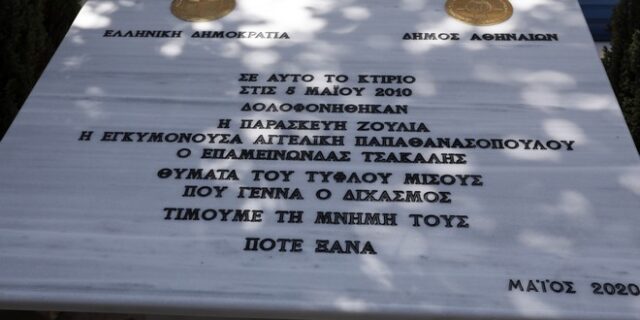 ΕΛΛΗΝΙΚΗ ΔΗΜΟΚΡΑΤΙΑ
ΔΗΜΟΣ ΑΘΗΝΑΙΩΝ
ΣΕ ΑΥΤΟ ΤΟ ΚΤΙΡΙΟ
ΣΤΙΣ 5 ΜΑΪΟΥ 2010
ΔΟΛΟΦΟΝΗΘΗΚΑΝ
Η ΠΑΡΑΣΚΕΥΗ ΖΟΥΛΙΑ
Η ΕΓΚΥΜΟΝΟΥΣΑ ΑΓΓΕΛΙΚΗ ΠΑΠΑΘΑΝΑΣΟΠΟΥΛΟΥ
Ο ΕΠΑΜΕΙΝΩΝΔΑΣ ΤΣΑΚΑΛΗΣ
ΘΥΜΑΤΑ ΤΟΥ ΤΥΦΛΟΥ ΜΙΣΟΥΣ
ΠΟΥ ΓΕΝΝΑ Ο ΔΙΧΑΣΜΟΣ
ΤΙΜΟΥΜΕ ΤΗ ΜΝΗΜΗ ΤΟΥΣ
ΠΟΤΕ ΞΑΝΑ
ΜΑΪΟΣ 2020